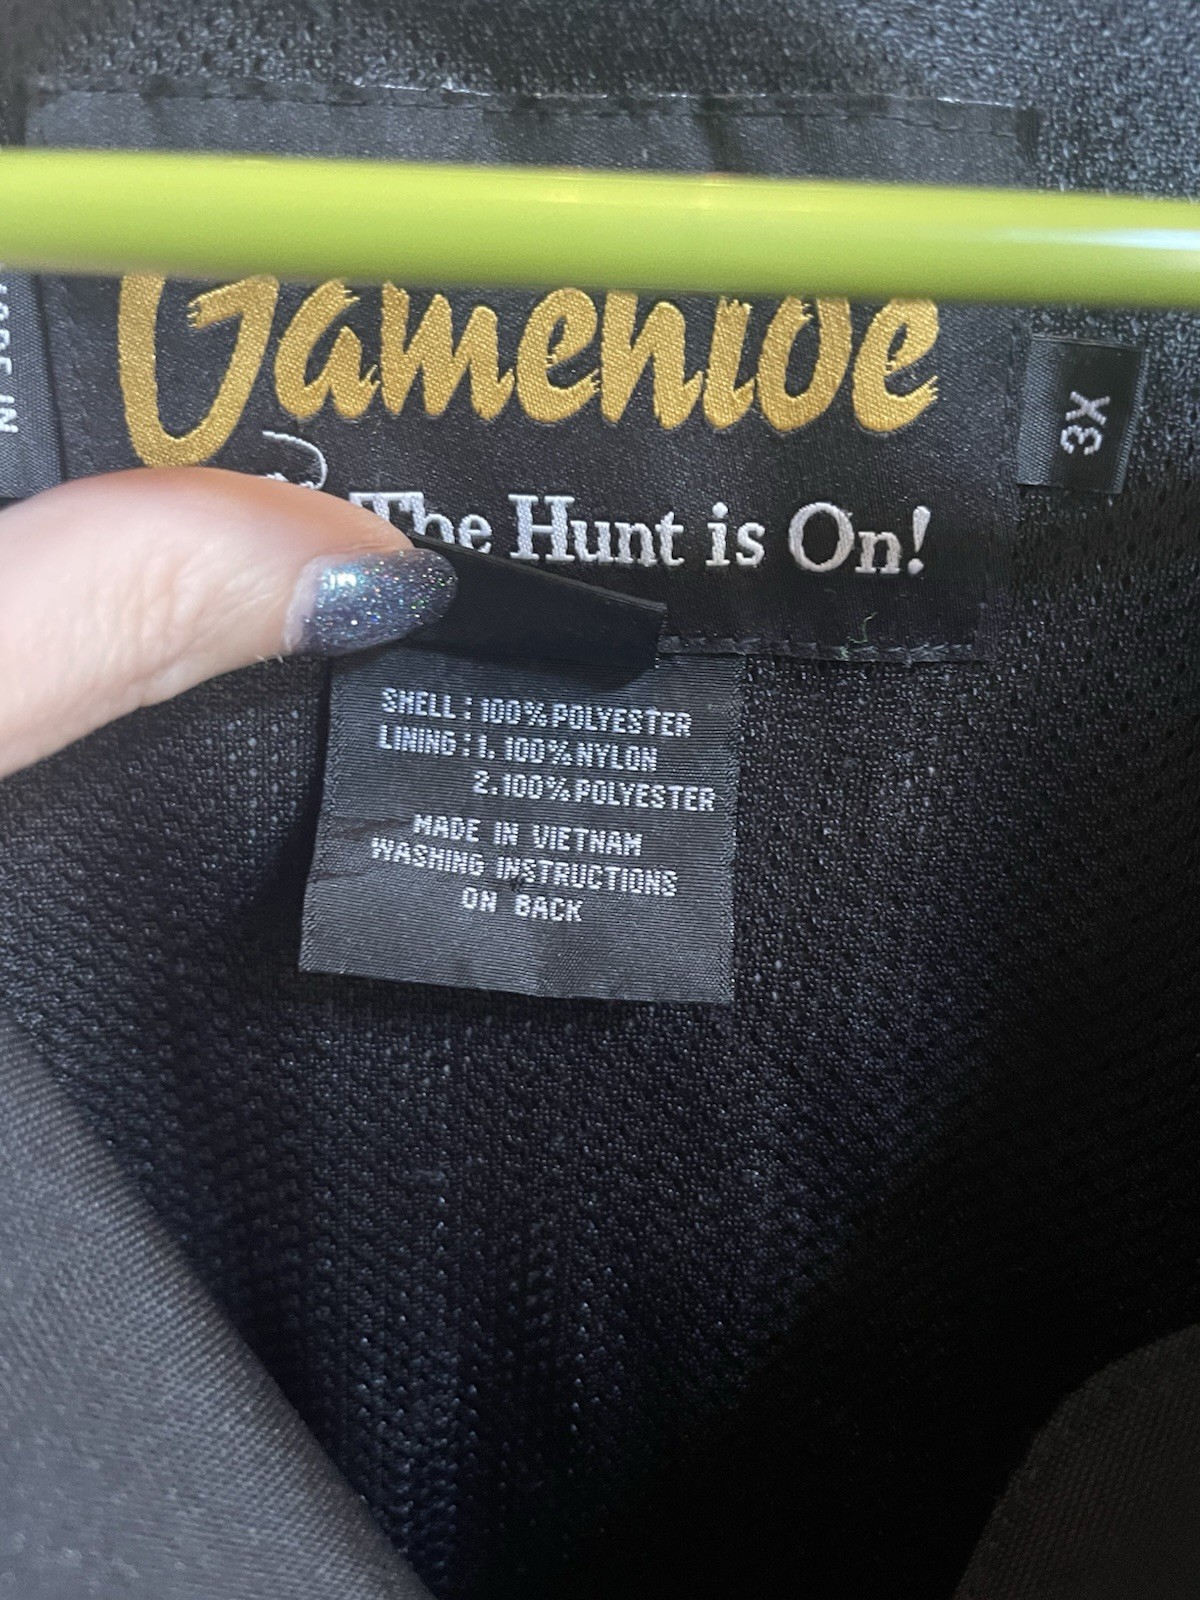 Gamehide
The Hunt is On!
3X
SHELL : 100% POLYESTER
LINING : 1. 100% NYLON
2. 100% POLYESTER
MADE IN VIETNAM
WASHING INSTRUCTIONS
ON BACK